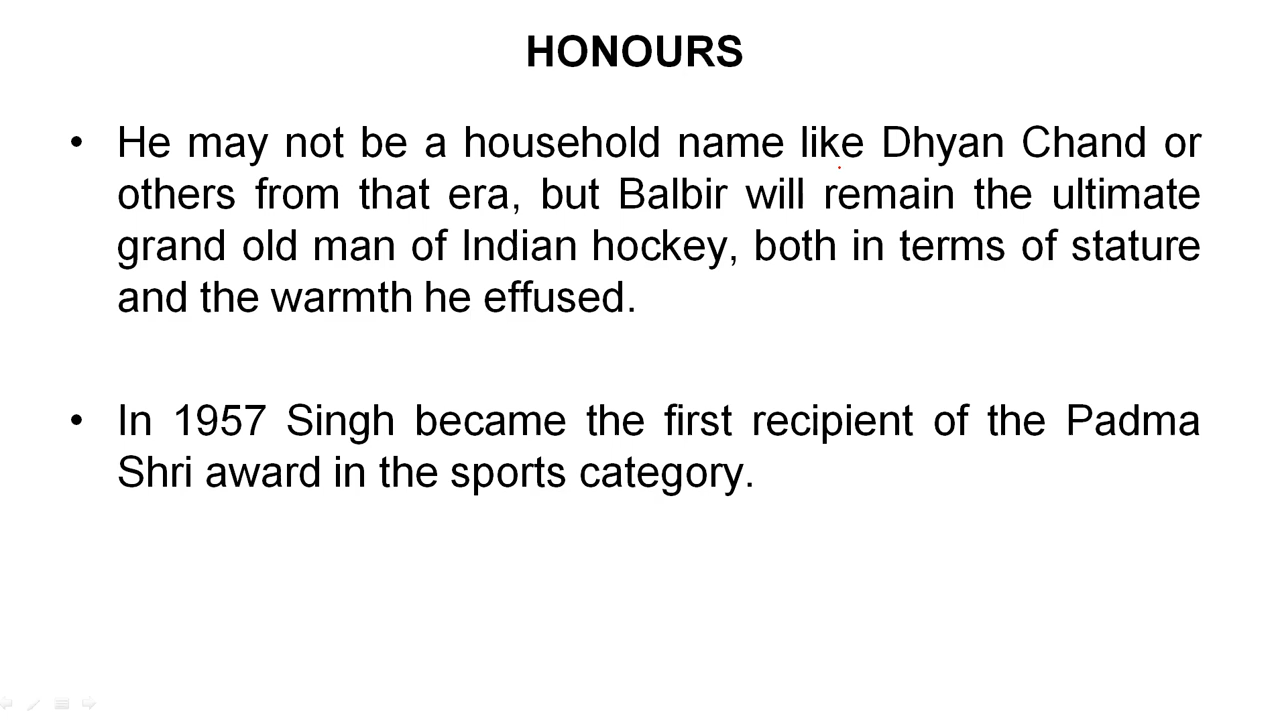 HONOURS
• He may not be a household name like Dhyan Chand or
others from that era, but Balbir will remain the ultimate
grand old man of Indian hockey, both in terms of stature
and the warmth he effused.
• In 1957 Singh became the first recipient of the Padma
Shri award in the sports category.